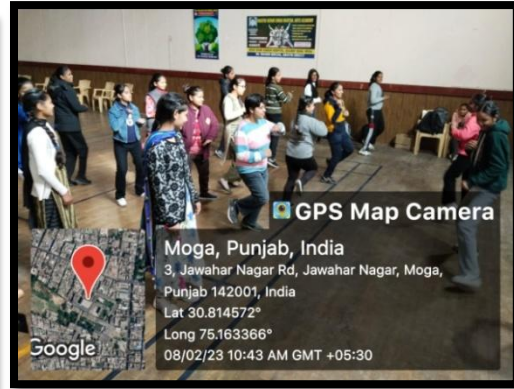 GPS Map Camera
Moga, Punjab, India
3, Jawahar Nagar Rd, Jawahar Nagar, Moga,
Punjab 142001, India
Lat 30.814572°
Long 75.163366°
08/02/23 10:43 AM GMT +05:30
Google